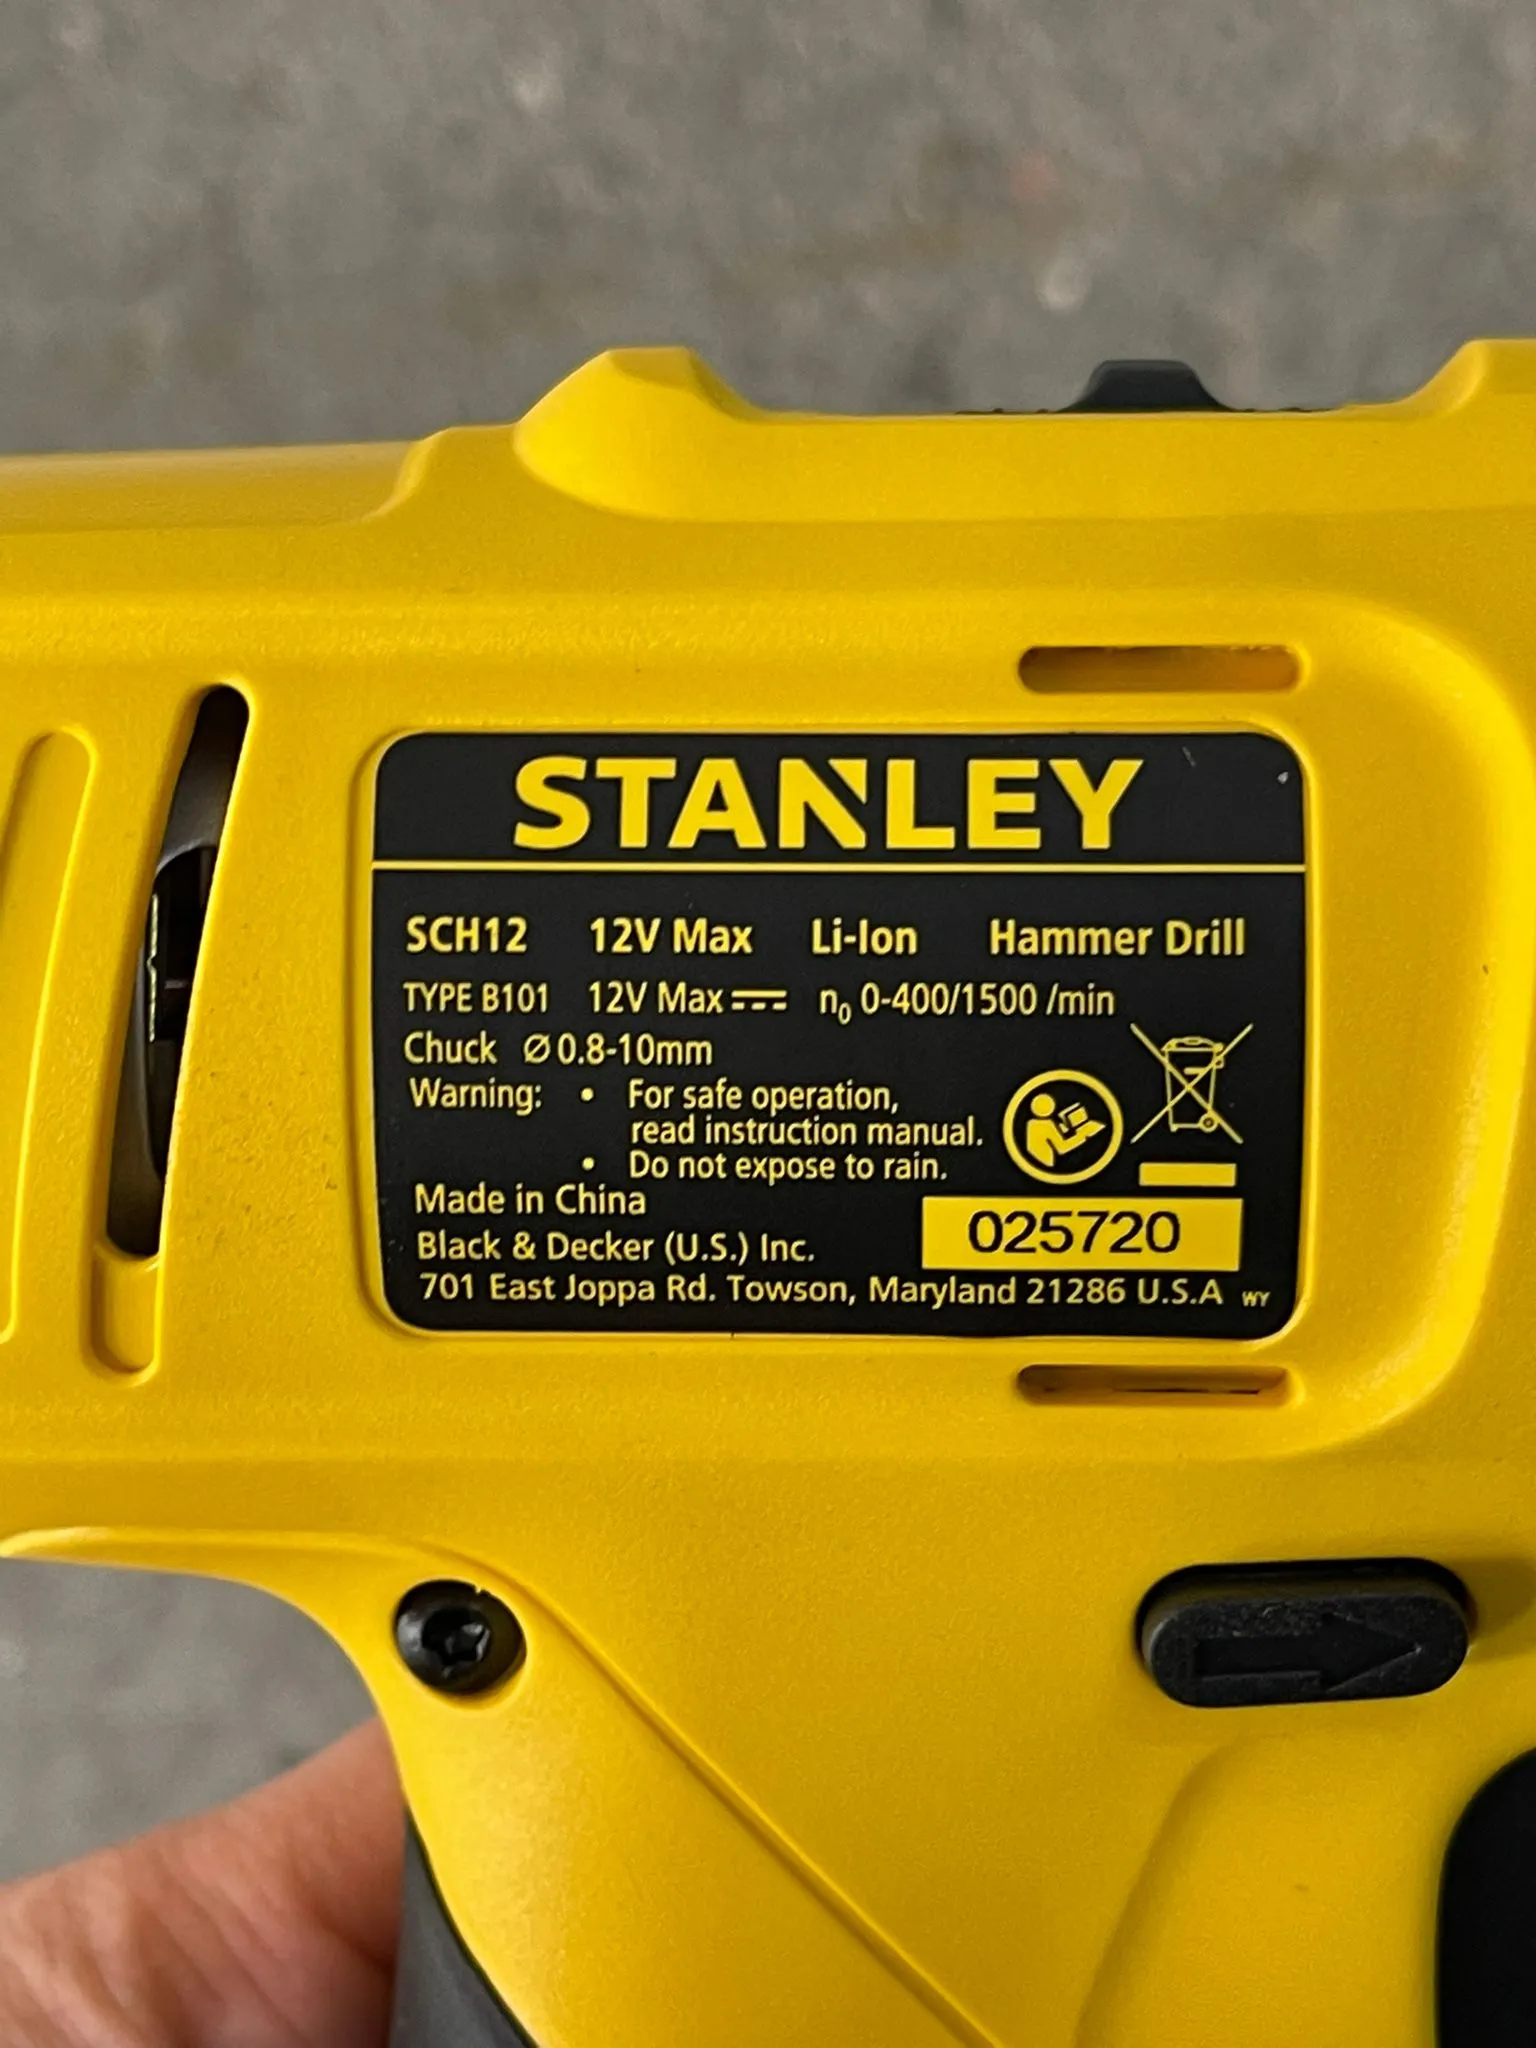 STANLEY
SCH12 12V Max Li-Ion Hammer Drill
TYPE B101 12V Max n0 0-400/1500 /min
Chuck Ø 0.8-10mm
Warning: • For safe operation,
read instruction manual.
• Do not expose to rain.
Made in China
025720
Black & Decker (U.S.) Inc.
701 East Joppa Rd. Towson, Maryland 21286 U.S.A WY